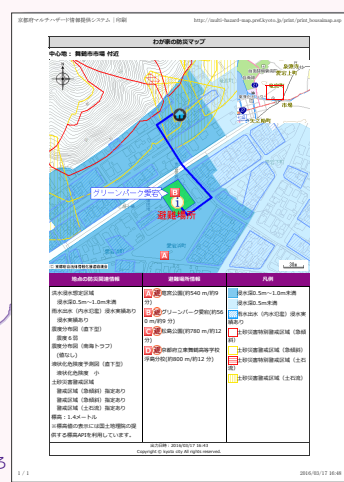 京都府マルチハザード情報提供システム | 印刷
http://multi-hazard-map.pref.kyoto.jp/print/print_bousaimap.asp
わが家の防災マップ
中心地： 舞鶴市市場 付近
市場
グリーンパーク愛宕
B
1
避難場所
A
地点の防災関連情報
洪水浸水想定区域
浸水深0.5m～1.0m未満
雨水出水（内水氾濫）浸水実績あり
浸水実績あり
震度分布図（直下型）
震度６弱
震度分布図（南海トラフ）
（値なし）
液状化危険度予測図（直下型）
液状化危険度 小
土砂災害警戒区域
警戒区域（急傾斜）指定あり
警戒区域（急傾斜）指定あり
警戒区域（土石流）指定あり
標高：1.4メートル
※標高値の表示には国土地理院の提
供する標高APIを利用しています。
避難場所情報
(約540 m/約9
分)
B グリーンパーク愛宕(約56
0 m/約9 分)
公園(約780 m/約12
分)
D 京都府立東舞鶴高等学校
浮島分校(約800 m/約12 分)
凡例
浸水深0.5m～1.0m未満
浸水深0.5m未満
雨水出水（内水氾濫）浸水実
績あり
土砂災害特別警戒区域（急傾
斜）
土砂災害警戒区域（急傾斜）
土砂災害特別警戒区域（土石
流）
土砂災害警戒区域（土石流）
出力日時：2016/03/17 16:43
Copyright © kyoto city All rights reserved.
1 / 1
2016/03/17 16:46
る